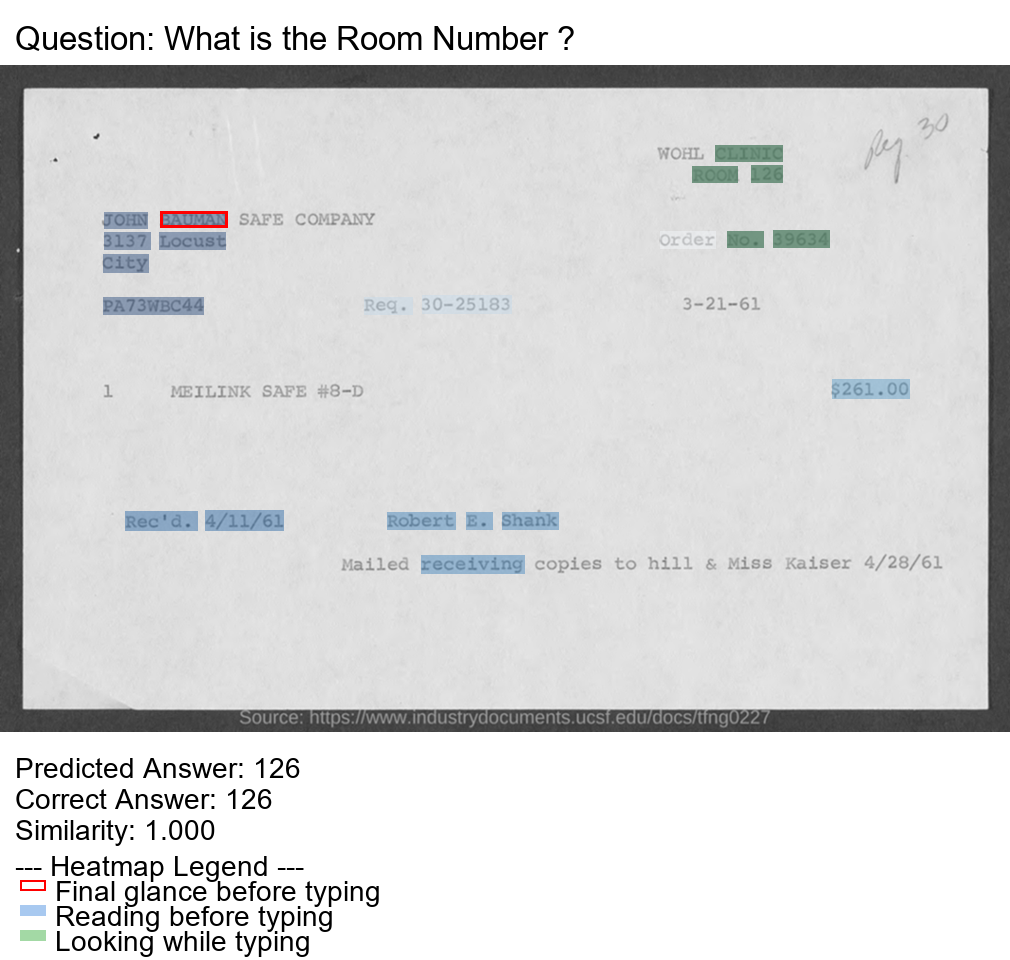 Question: What is the Room Number ?
Reg. 30
WOHL CLINIC
ROOM 126
JOHN BAUMAN SAFE COMPANY
3137 Locust
City
Order No. 39634
PA73WBC44 Req. 30-25183 3-21-61
1 MEILINK SAFE #8-D $261.00
Rec'd. 4/11/61 Robert E. Shank
Mailed receiving copies to hill & Miss Kaiser 4/28/61
Source: https://www.industrydocuments.ucsf.edu/docs/tfng0227
Predicted Answer: 126
Correct Answer: 126
Similarity: 1.000
--- Heatmap Legend ---
Final glance before typing
Reading before typing
Looking while typing